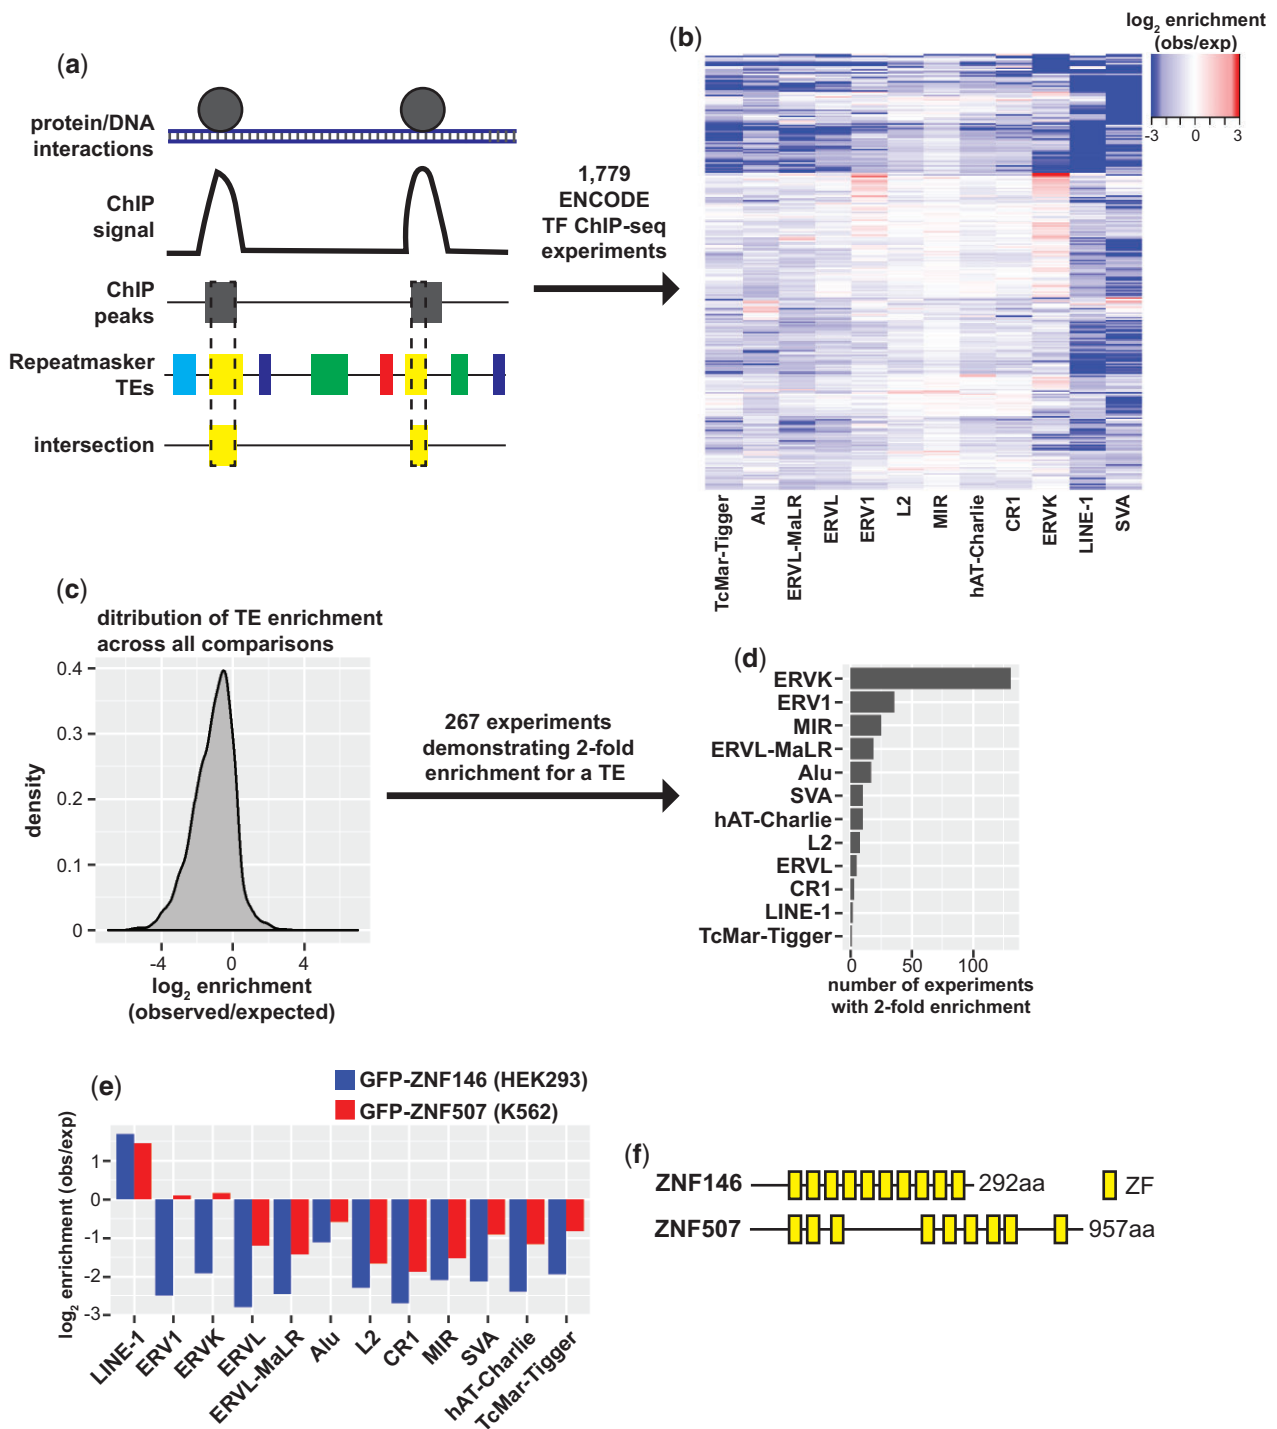 (a)
protein/DNA
interactions
ChIP
signal
ChIP
peaks
Repeatmasker
TEs
intersection
1,779
ENCODE
TF ChIP-seq
experiments
(b)
log2 enrichment
(obs/exp)
-3 0 3
TcMar-Tigger
Alu
ERVL-MaLR
ERVL
ERV1
L2
MIR
hAT-Charlie
CR1
ERVK
LINE-1
SVA
(c)
ditribution of TE enrichment
across all comparisons
density
0.4
0.3
0.2
0.1
0
-4 0 4
log2 enrichment
(observed/expected)
267 experiments
demonstrating 2-fold
enrichment for a TE
(d)
ERVK
ERV1
MIR
ERVL-MaLR
Alu
SVA
hAT-Charlie
L2
ERVL
CR1
LINE-1
TcMar-Tigger
0 50 100
number of experiments
with 2-fold enrichment
(e)
GFP-ZNF146 (HEK293)
GFP-ZNF507 (K562)
log2 enrichment (obs/exp)
1
0
-1
-2
-3
LINE-1
ERV1
ERVK
ERVL
ERVL-MaLR
Alu
L2
CR1
MIR
SVA
hAT-Charlie
TcMar-Tigger
(f)
ZNF146 292aa
ZF
ZNF507 957aa